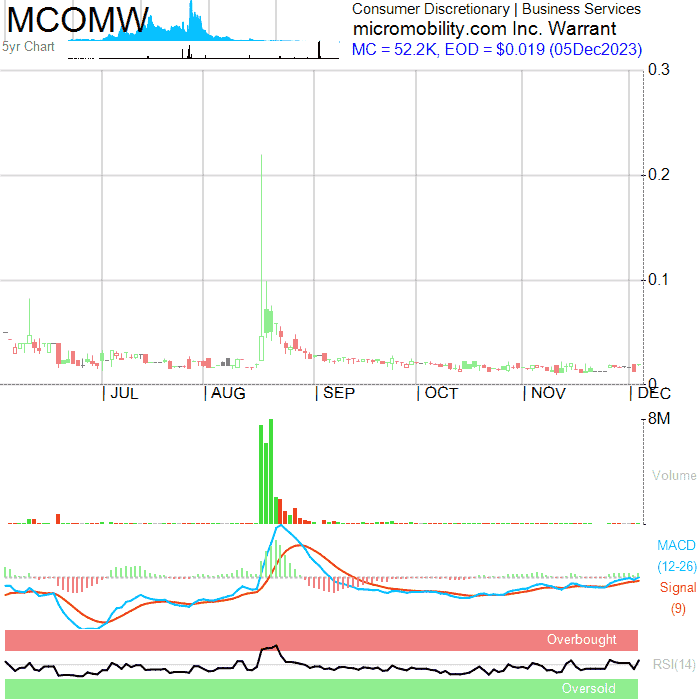 MCOMW
5yr Chart
Consumer Discretionary | Business Services
micromobility.com Inc. Warrant
MC = 52.2K, EOD = $0.019 (05Dec2023)
0.3
0.2
0.1
0
JUL
AUG
SEP
OCT
NOV
DEC
8M
Volume
MACD
(12-26)
Signal
(9)
Overbought
RSI(14)
Oversold